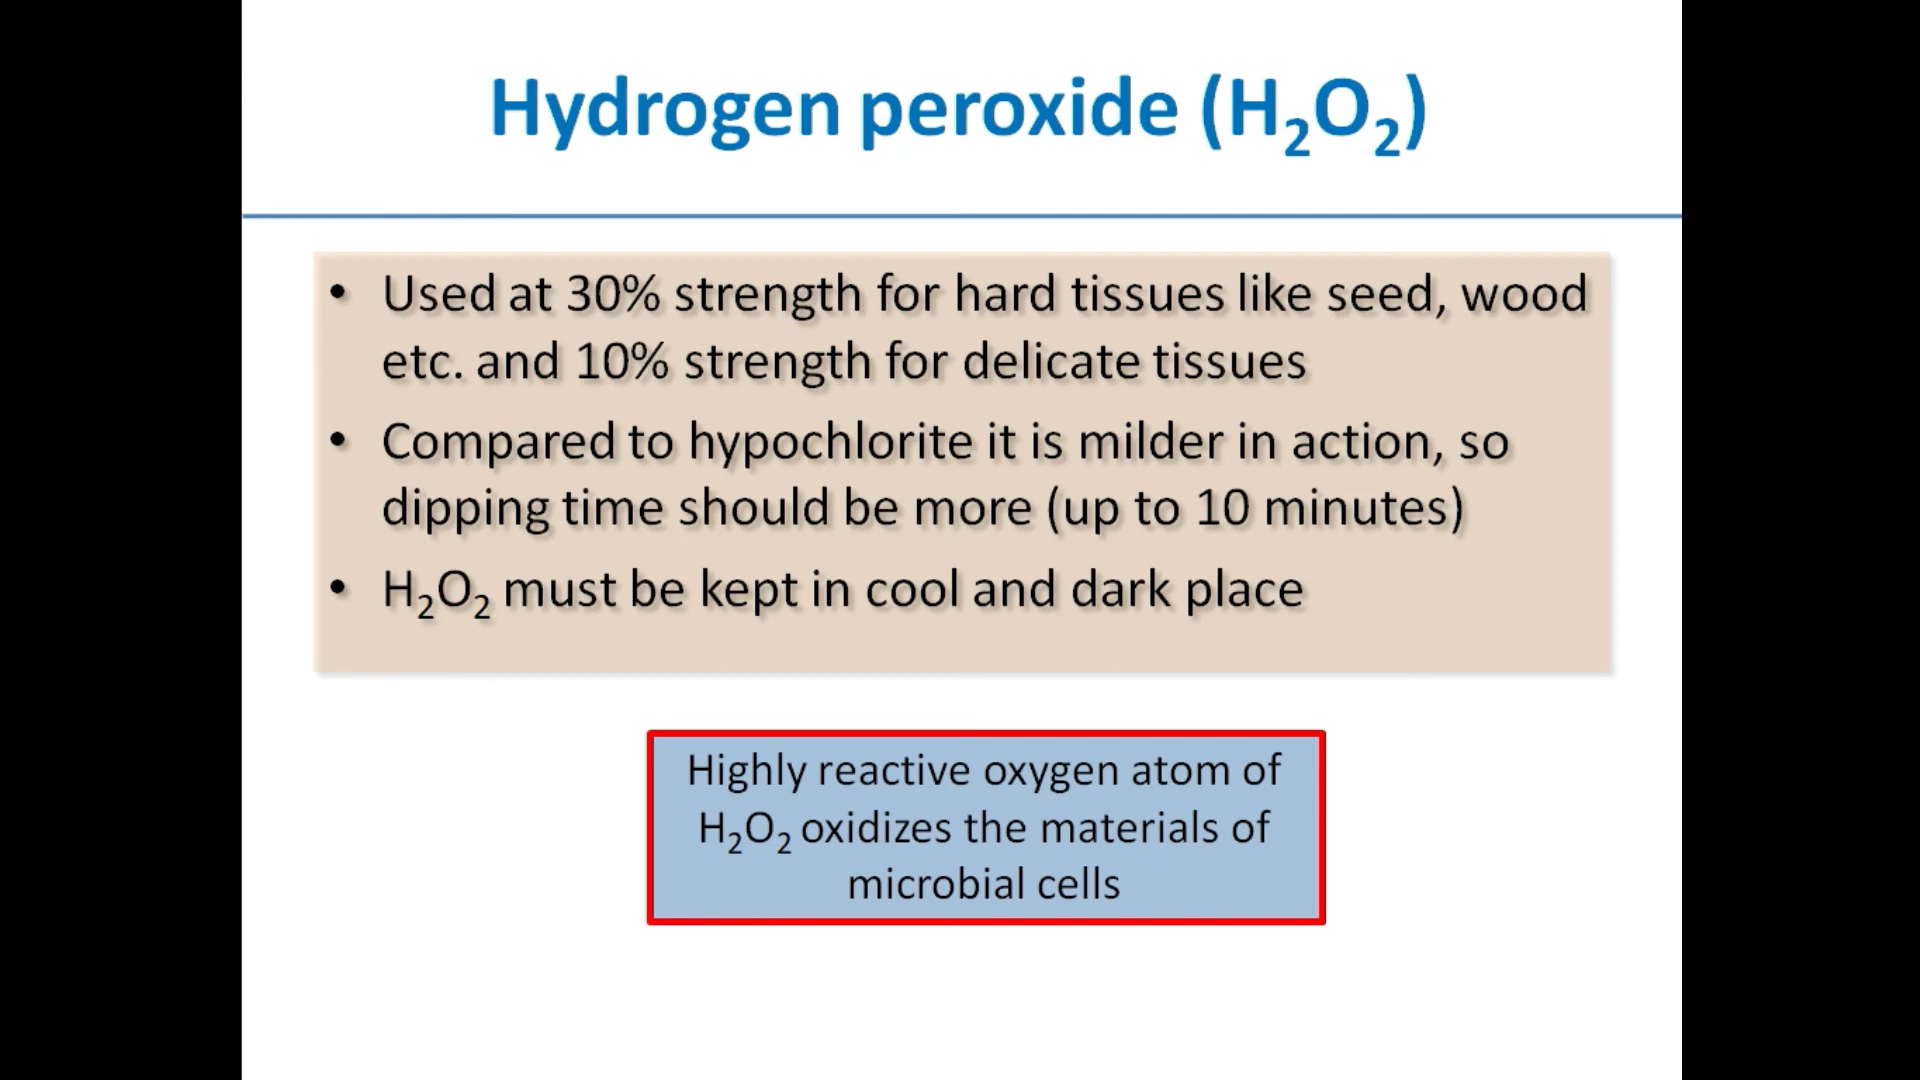 Hydrogen peroxide (H₂O₂)
• Used at 30% strength for hard tissues like seed, wood
etc. and 10% strength for delicate tissues
• Compared to hypochlorite it is milder in action, so
dipping time should be more (up to 10 minutes)
• H₂O₂ must be kept in cool and dark place
Highly reactive oxygen atom of
H₂O₂ oxidizes the materials of
microbial cells